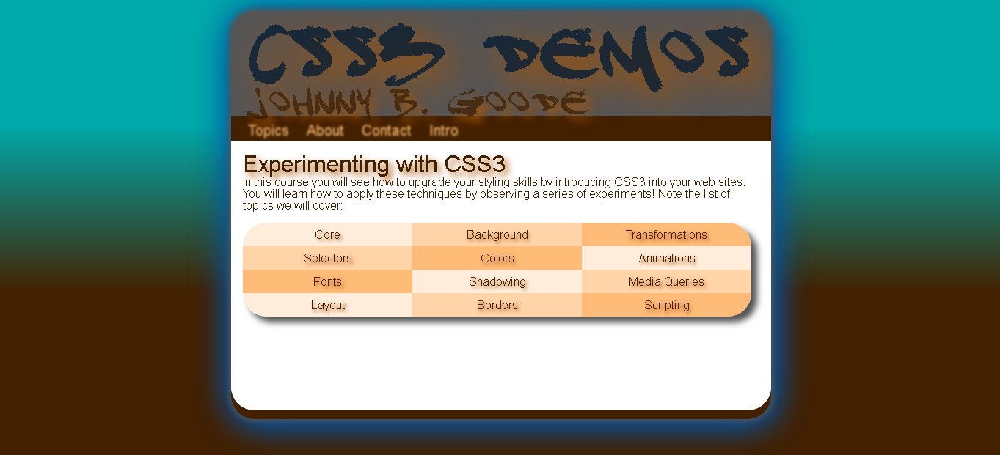 CSS3 DEMOS
JOHNNY B. GOODE
Topics About Contact Intro
Experimenting with CSS3
In this course you will see how to upgrade your styling skills by introducing CSS3 into your web sites.
You will learn how to apply these techniques by observing a series of experiments! Note the list of
topics we will cover:
Core Background Transformations
Selectors Colors Animations
Fonts Shadowing Media Queries
Layout Borders Scripting